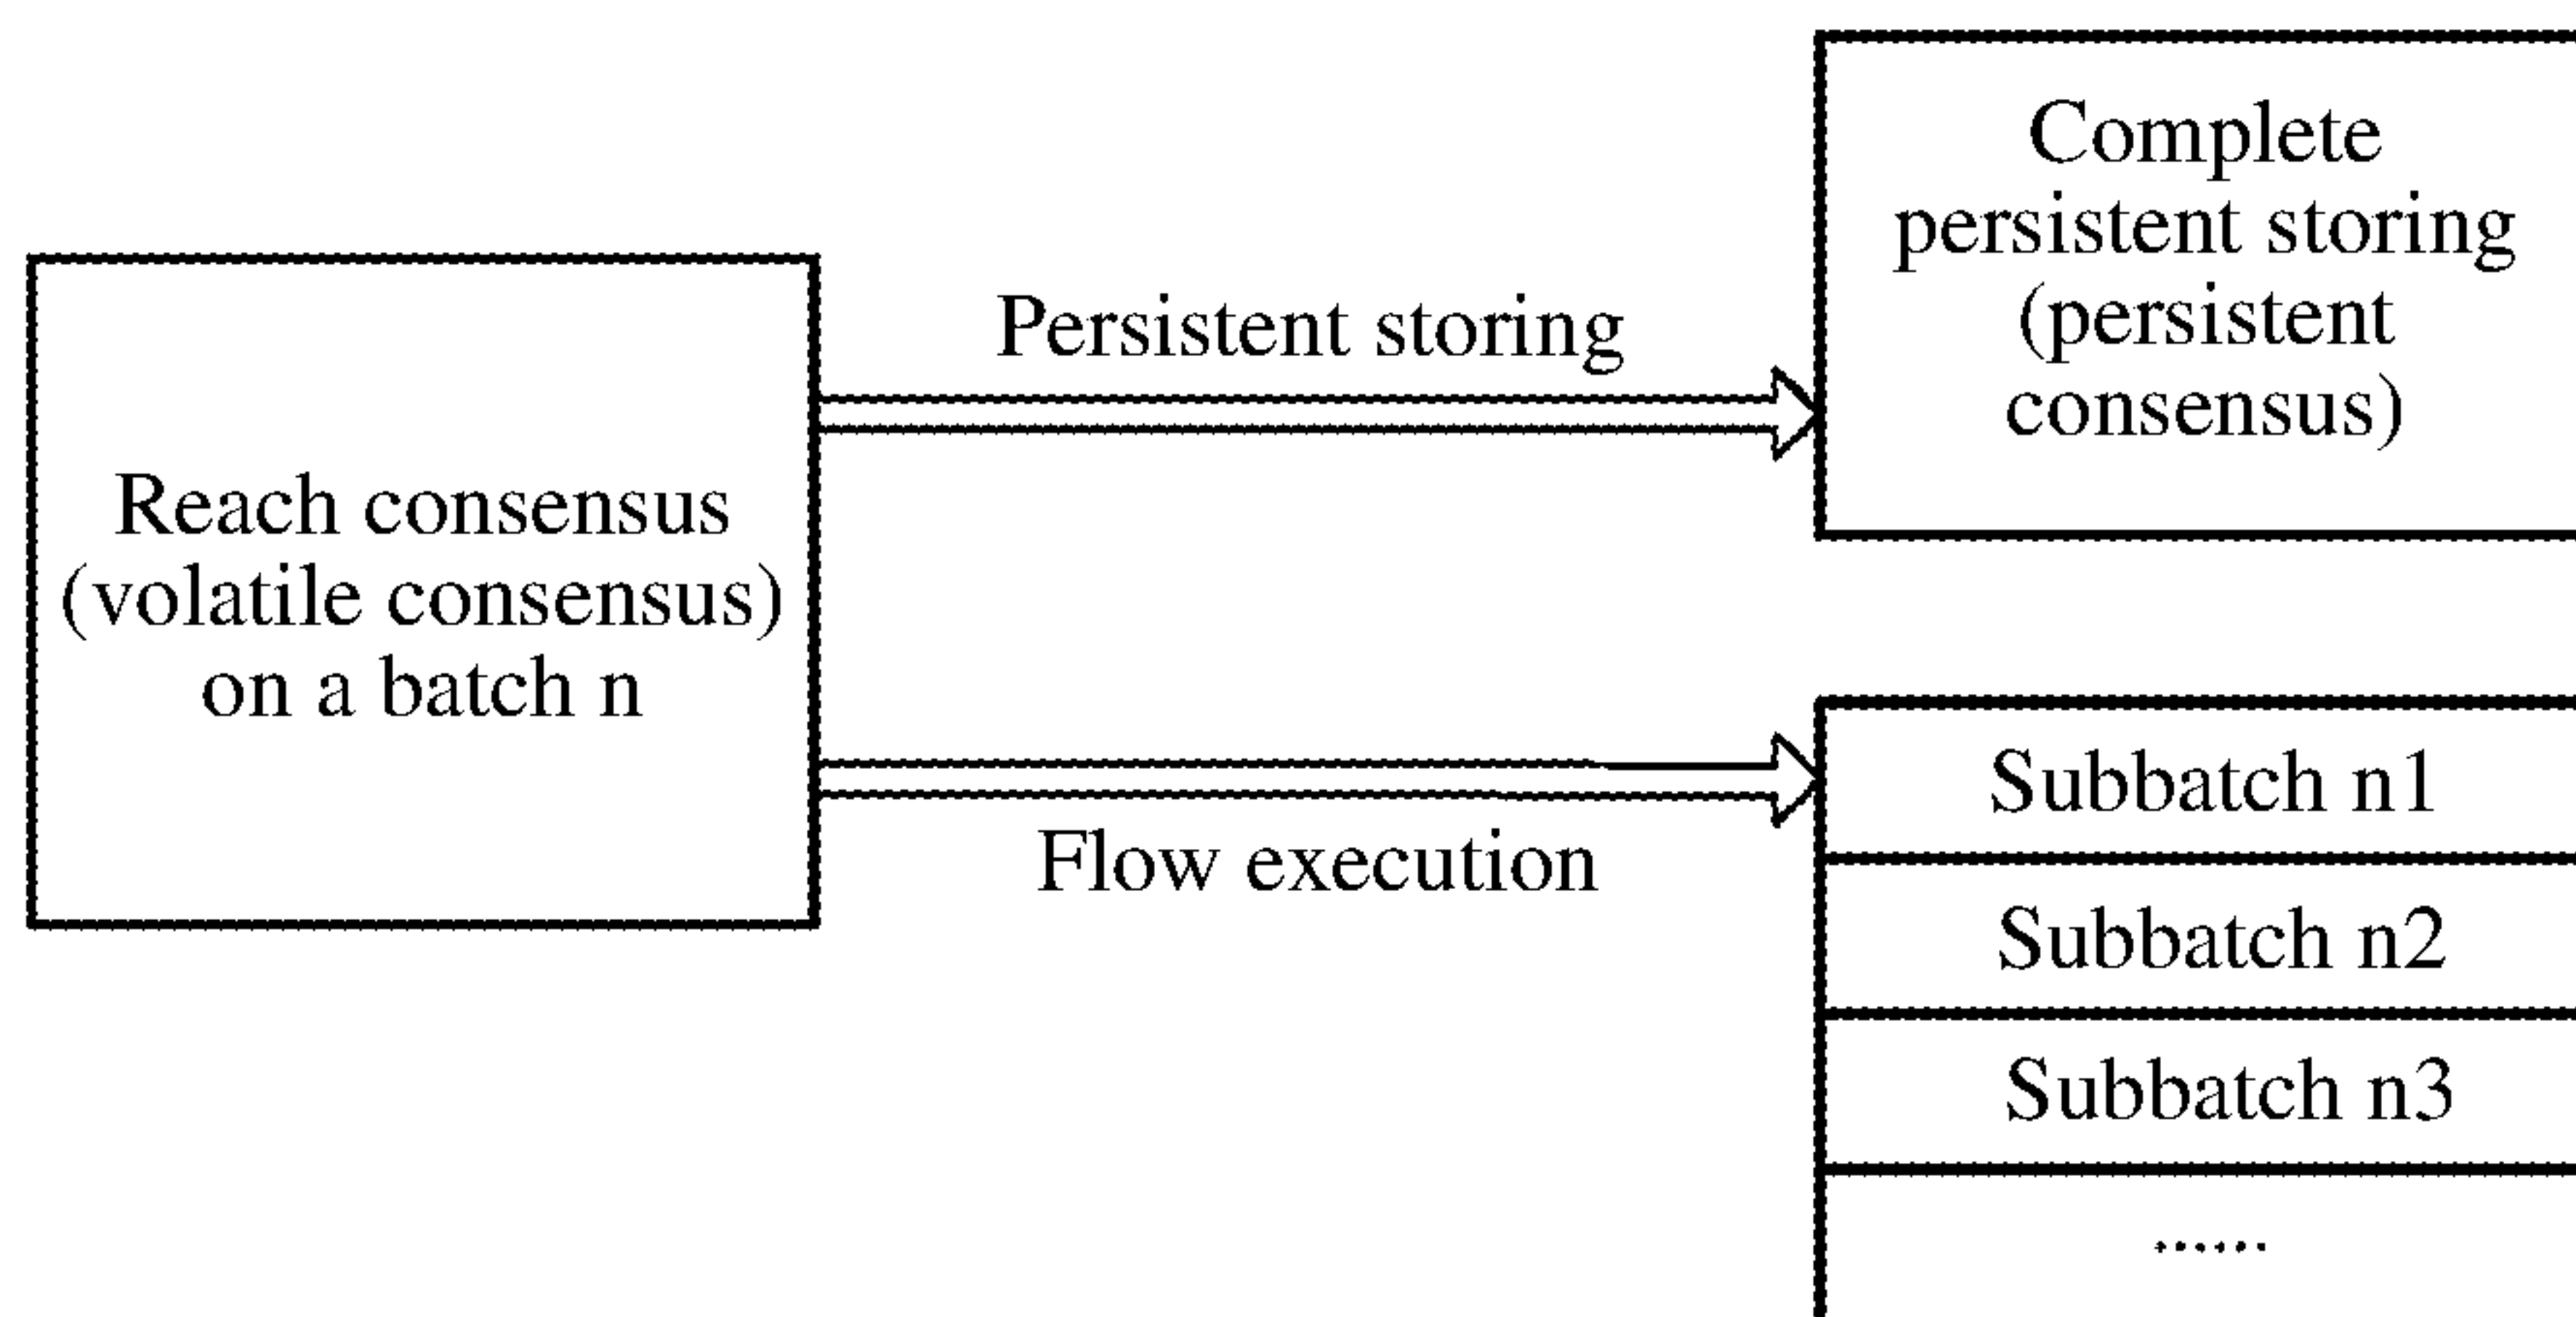 Reach consensus
(volatile consensus)
on a batch n
Persistent storing
Flow execution
Complete
persistent storing
(persistent
consensus)
Subbatch n1
Subbatch n2
Subbatch n3
......